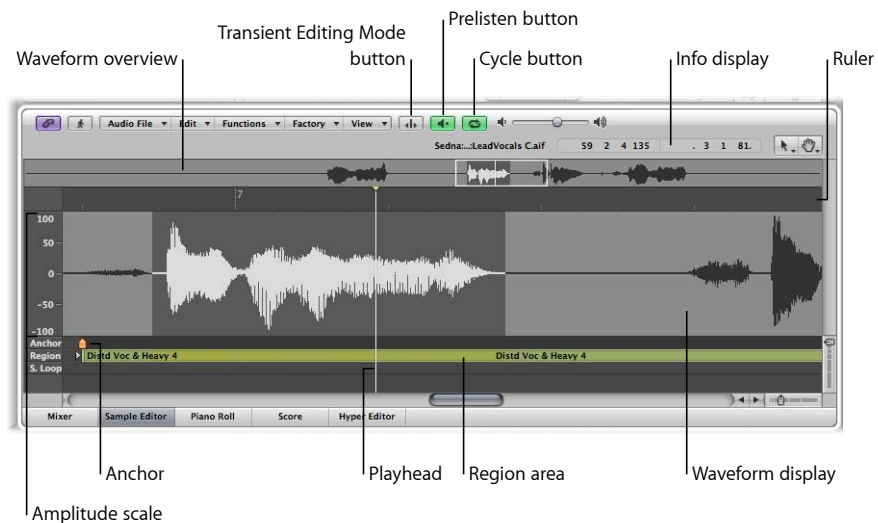 Prelisten button
Transient Editing Mode
button
Waveform overview
Cycle button
Info display
Ruler
Audio File Edit Functions Factory View
Sedna:...:LeadVocals C.aif 59 2 4 135 . 3 1 81.
7
100
50
0
-50
-100
Anchor
Region Distd Voc & Heavy 4 Distd Voc & Heavy 4
S. Loop
Mixer Sample Editor Piano Roll Score Hyper Editor
Anchor
Playhead
Region area
Waveform display
Amplitude scale